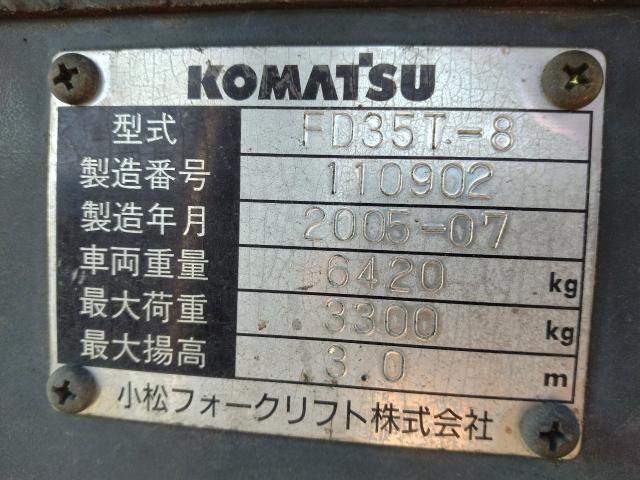 KOMATSU
型式 FD35T-8
製造番号 110902
製造年月 2005-07
車両重量 6420 kg
最大荷重 3300 kg
最大揚高 3.0 m
小松フォークリフト株式会社